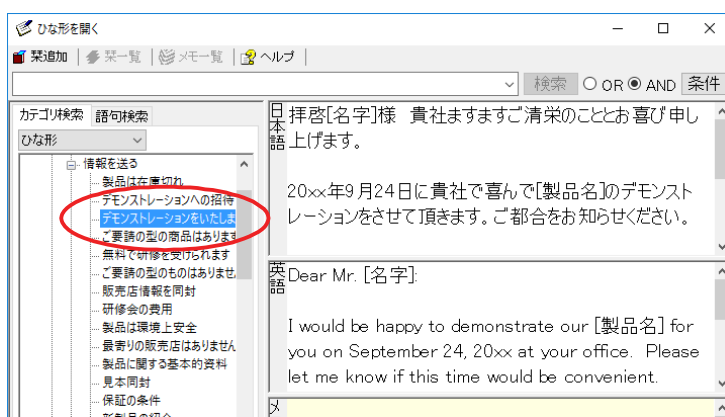 ひな形を開く
栞追加 栞一覧 メモ一覧 ヘルプ
検索 OR AND 条件
カテゴリ検索 語句検索
ひな形
情報を送る
製品は在庫切れ
デモンストレーションへの招待
デモンストレーションをいたしま
ご要請の型の商品はあります
無料で研修を受けられます
ご要請の型のものはありませ
販売店情報を同封
研修会の費用
製品は環境上安全
最寄りの販売店はありません
製品に関する基本的資料
見本同封
保証の条件
日本語
拝啓[名字]様 貴社ますますご清栄のこととお喜び申し
上げます。
20xx年9月24日に貴社で喜んで[製品名]のデモンスト
レーションをさせて頂きます。ご都合をお知らせください。
英語
Dear Mr. [名字]:
I would be happy to demonstrate our [製品名] for
you on September 24, 20xx at your office. Please
let me know if this time would be convenient.
メ